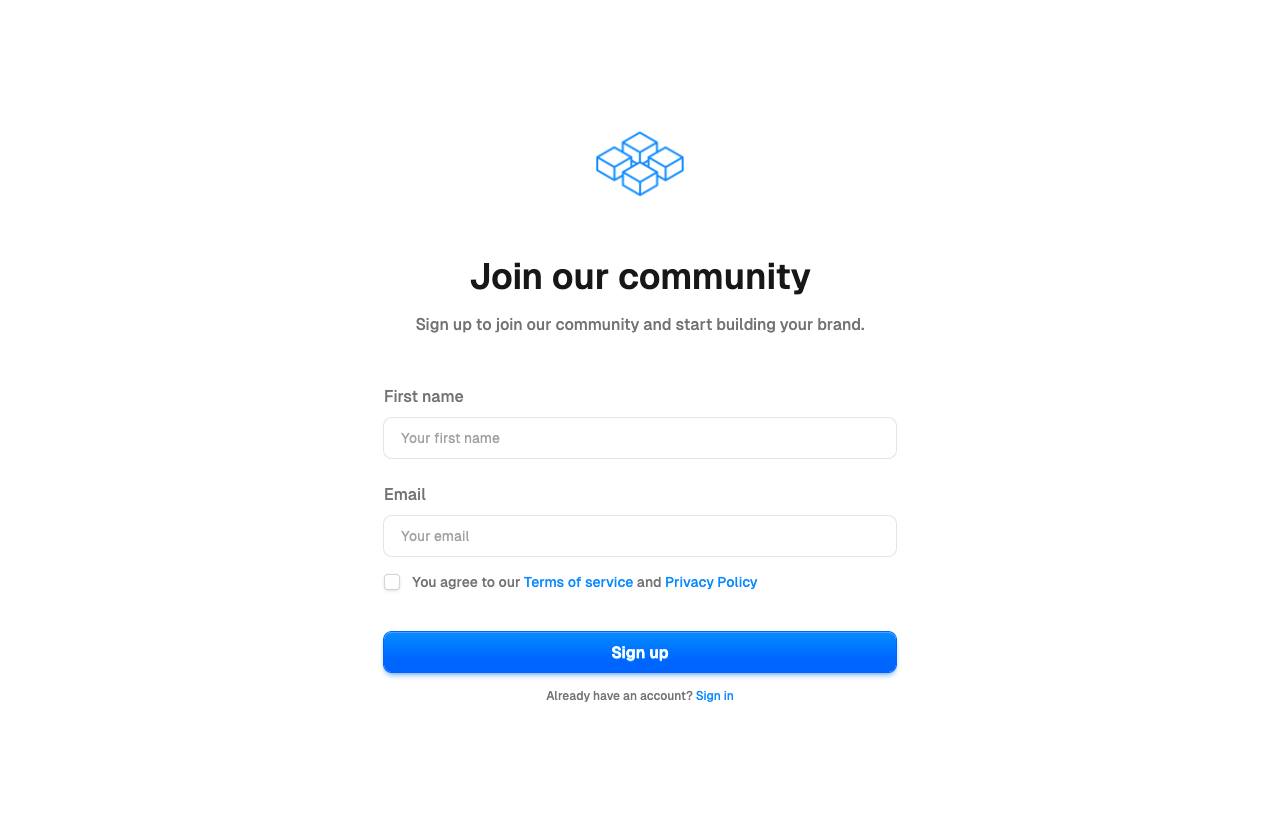 Join our community
Sign up to join our community and start building your brand.
First name
Your first name
Email
Your email
You agree to our Terms of service and Privacy Policy
Sign up
Already have an account? Sign in